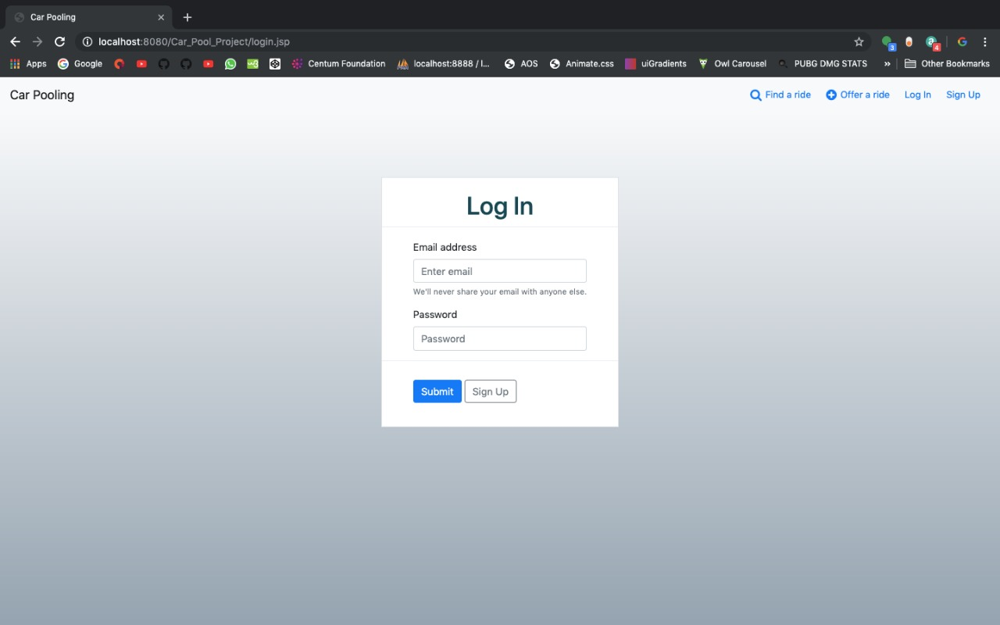 Car Pooling
localhost:8080/Car_Pool_Project/login.jsp
3
4
Apps Google Centum Foundation localhost:8888 / l... AOS Animate.css uiGradients Owl Carousel PUBG DMG STATS » Other Bookmarks
Car Pooling Find a ride Offer a ride Log In Sign Up
Log In
Email address
Enter email
We'll never share your email with anyone else.
Password
Password
Submit Sign Up